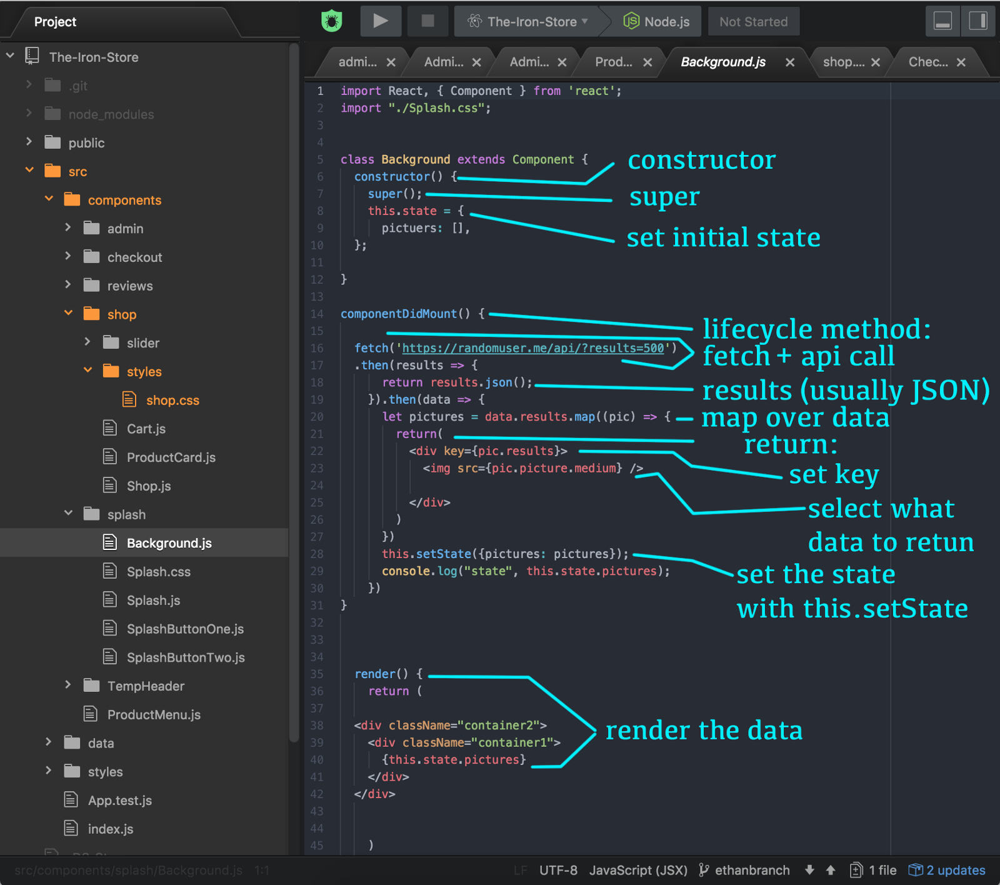 Project
The-Iron-Store
Node.js
Not Started
admi...
Admi...
Admi...
Prod...
Background.js
shop....
Chec...
The-Iron-Store
.git
node_modules
public
src
components
admin
checkout
reviews
shop
slider
styles
shop.css
Cart.js
ProductCard.js
Shop.js
splash
Background.js
Splash.css
Splash.js
SplashButtonOne.js
SplashButtonTwo.js
TempHeader
ProductMenu.js
data
styles
App.test.js
index.js
1 import React, { Component } from 'react';
2 import "./Splash.css";
3
4
5 class Background extends Component {
6 constructor() {
7 super();
8 this.state = {
9 pictuers: [],
10 };
11
12 }
13
14 componentDidMount() {
15
16 fetch('https://randomuser.me/api/?results=500')
17 .then(results => {
18 return results.json();
19 }).then(data => {
20 let pictures = data.results.map((pic) => {
21 return(
22 <div key={pic.results}>
23 <img src={pic.picture.medium} />
24
25 </div>
26 )
27 })
28 this.setState({pictures: pictures});
29 console.log("state", this.state.pictures);
30 })
31 }
32
33
34
35 render() {
36 return (
37
38 <div className="container2">
39 <div className="container1">
40 {this.state.pictures}
41 </div>
42 </div>
43
44
45 )
constructor
super
set initial state
lifecycle method:
fetch + api call
results (usually JSON)
map over data
return:
set key
select what
data to retun
set the state
with this.setState
render the data
src/components/splash/Background.js 1:1
LF UTF-8 JavaScript (JSX) ethanbranch 1 file 2 updates